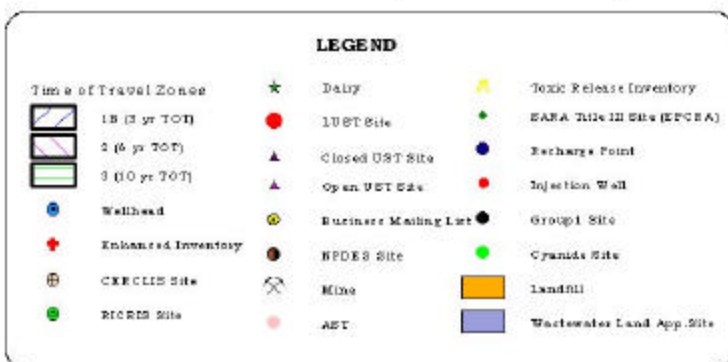 LEGEND
Time of Travel Zones
1B (3 yr TOT)
2 (6 yr TOT)
3 (10 yr TOT)
Wellhead
Enhanced Inventory
CERCLIS Site
RICRIS Site
Dairy
LUST Site
Closed UST Site
Open UST Site
Business Mailing List
NPDES Site
Mine
AST
Toxic Release Inventory
SARA Title III Site (EPCRA)
Recharge Point
Injection Well
Group1 Site
Cyanide Site
Landfill
Wastewater Land App. Site